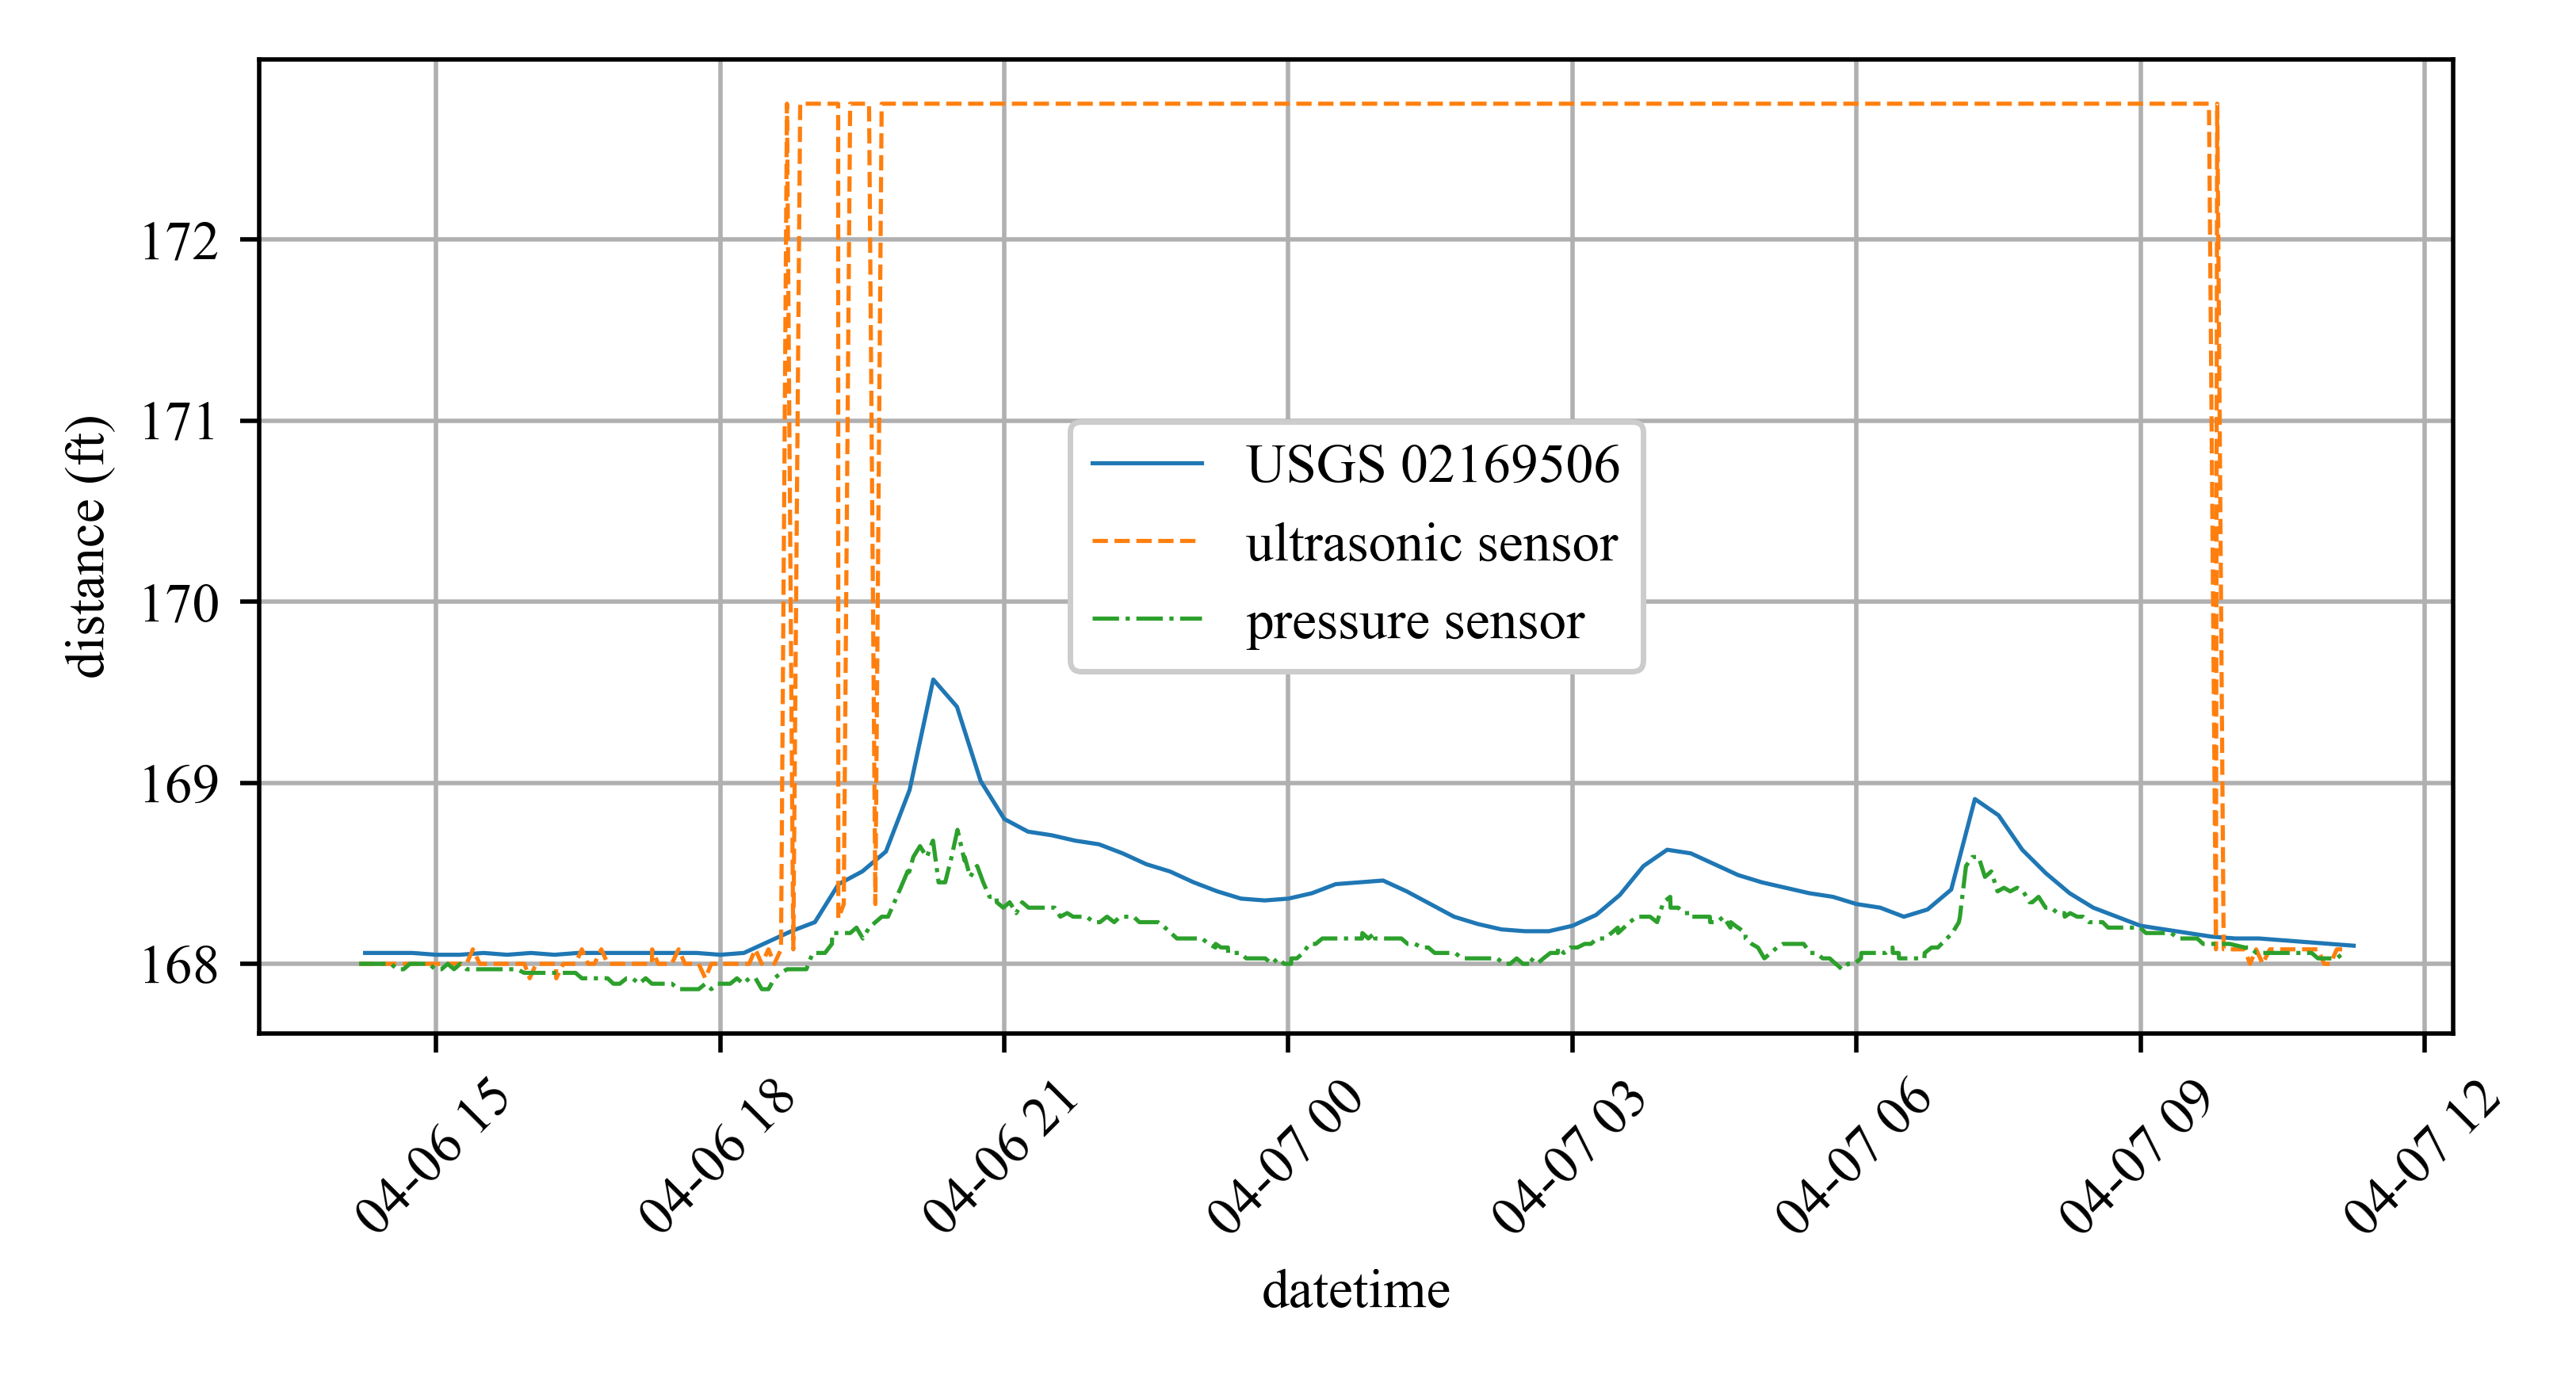 172
171
170
169
168
distance (ft)
USGS 02169506
ultrasonic sensor
pressure sensor
04-06 15
04-06 18
04-06 21
04-07 00
04-07 03
04-07 06
04-07 09
04-07 12
datetime